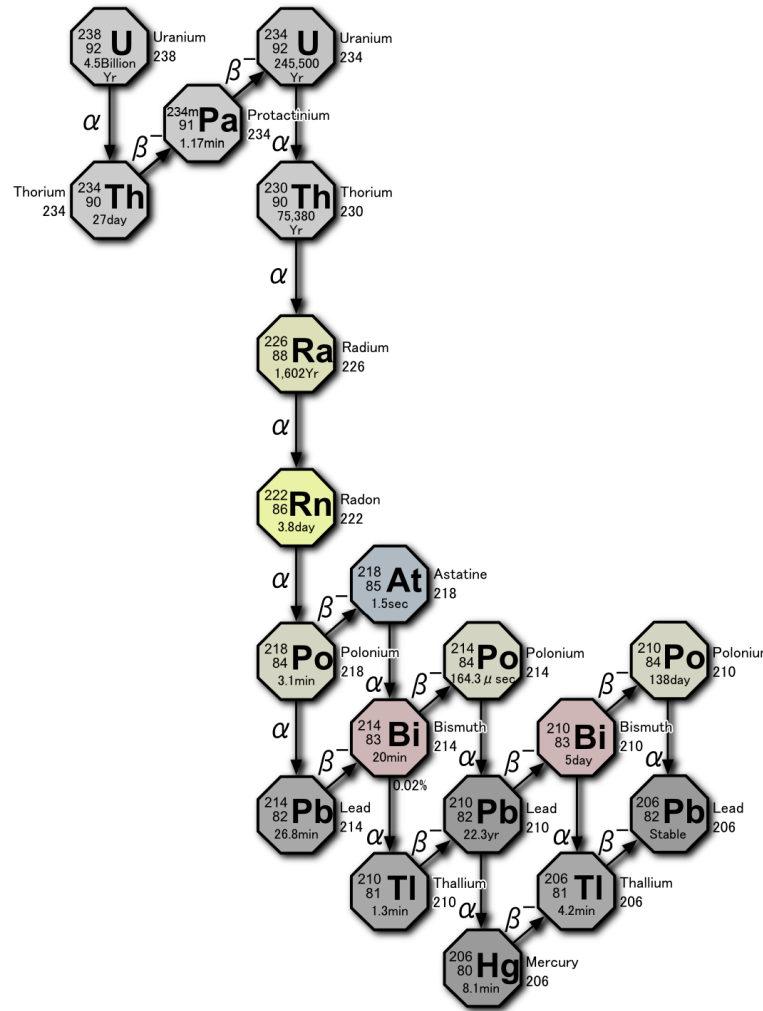 238
92 U
4.5Billion
Yr
Uranium
238
234
92 U
245,500
Yr
Uranium
234
α
β⁻
234m
91 Pa
1.17min
Protactinium
234
β⁻
α
Thorium
234
234
90 Th
27day
230
90 Th
75,380
Yr
Thorium
230
α
226
88 Ra
1,602Yr
Radium
226
α
222
86 Rn
3.8day
Radon
222
α
β⁻
218
85 At
1.5sec
Astatine
218
218
84 Po
3.1min
Polonium
218
α
β⁻
214
84 Po
164.3 μ sec
Polonium
214
β⁻
210
84 Po
138day
Polonium
210
α
β⁻
214
83 Bi
20min
Bismuth
214
α
β⁻
210
83 Bi
5day
Bismuth
210
α
0.02%
214
82 Pb
26.8min
Lead
214
α
β⁻
210
82 Pb
22.3yr
Lead
210
α
β⁻
206
82 Pb
Stable
Lead
206
210
81 Tl
1.3min
Thallium
210
α
β⁻
206
81 Tl
4.2min
Thallium
206
206
80 Hg
8.1min
Mercury
206